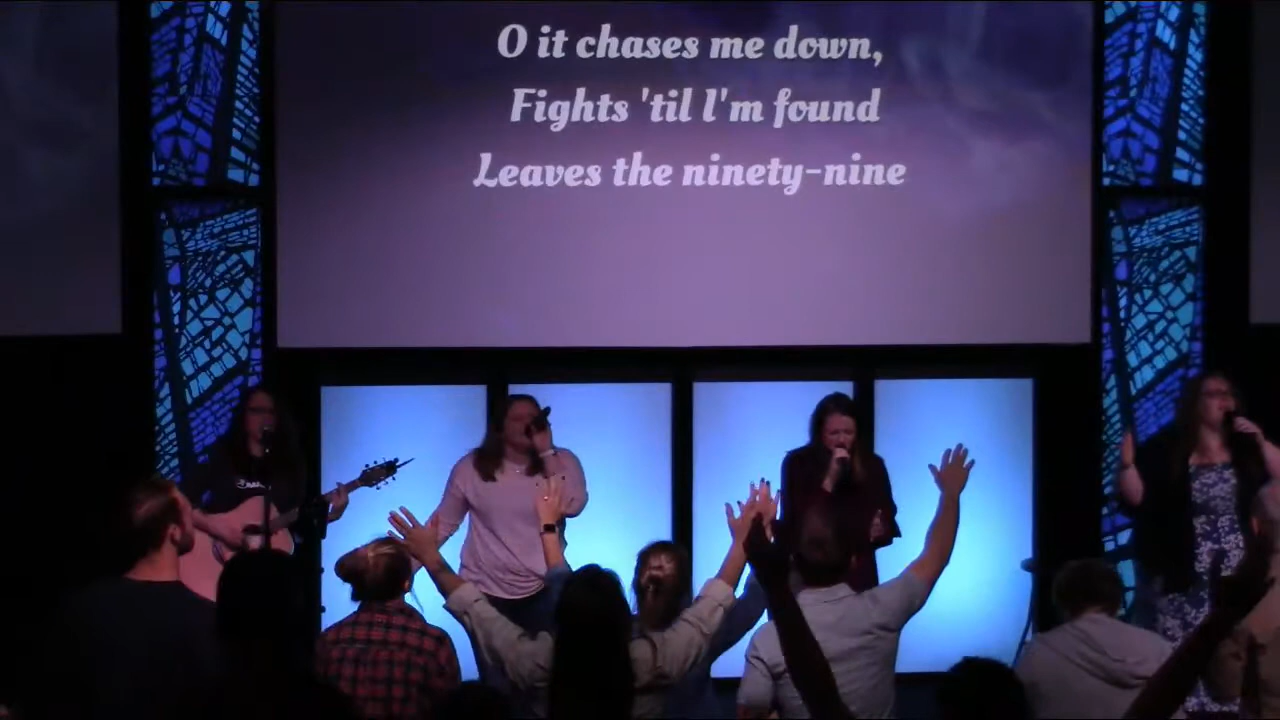 O it chases me down,
Fights 'til I'm found
Leaves the ninety-nine